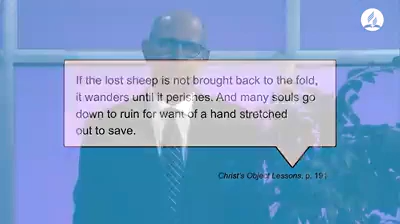 If the lost sheep is not brought back to the fold,
it wanders until it perishes. And many souls go
down to ruin for want of a hand stretched
out to save.
Christ's Object Lessons, p. 191